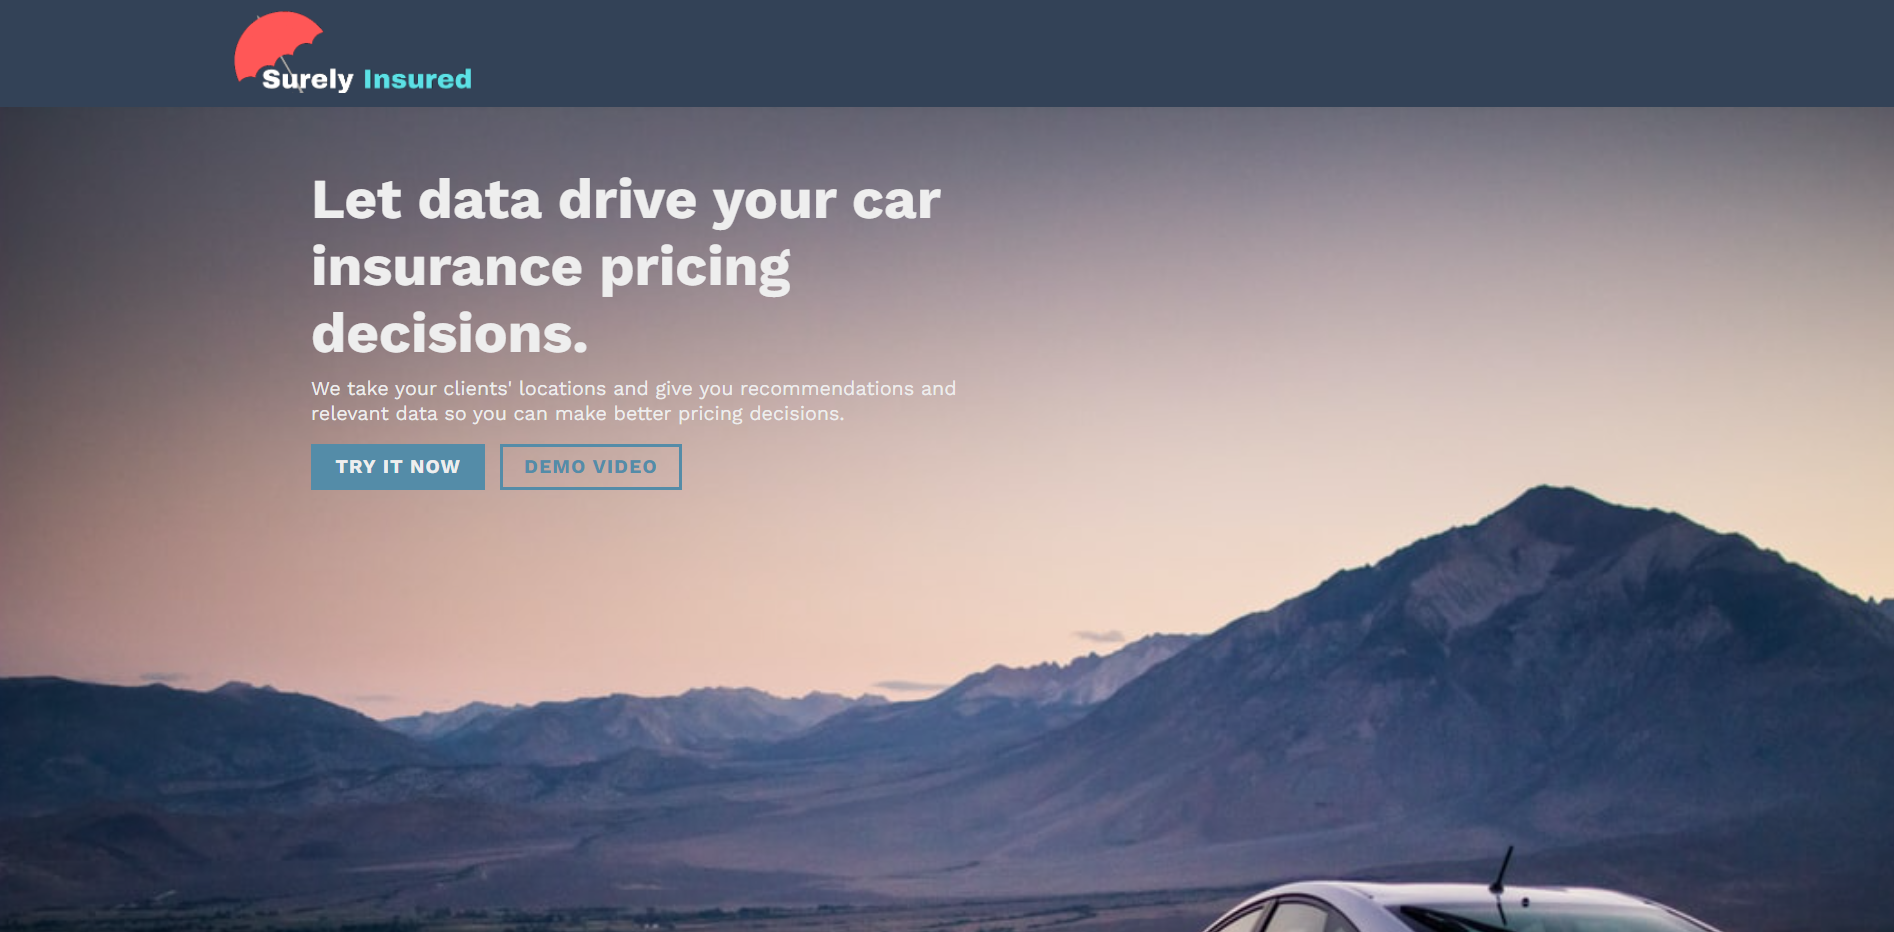 Surely Insured
Let data drive your car
insurance pricing
decisions.
We take your clients' locations and give you recommendations and
relevant data so you can make better pricing decisions.
TRY IT NOW
DEMO VIDEO